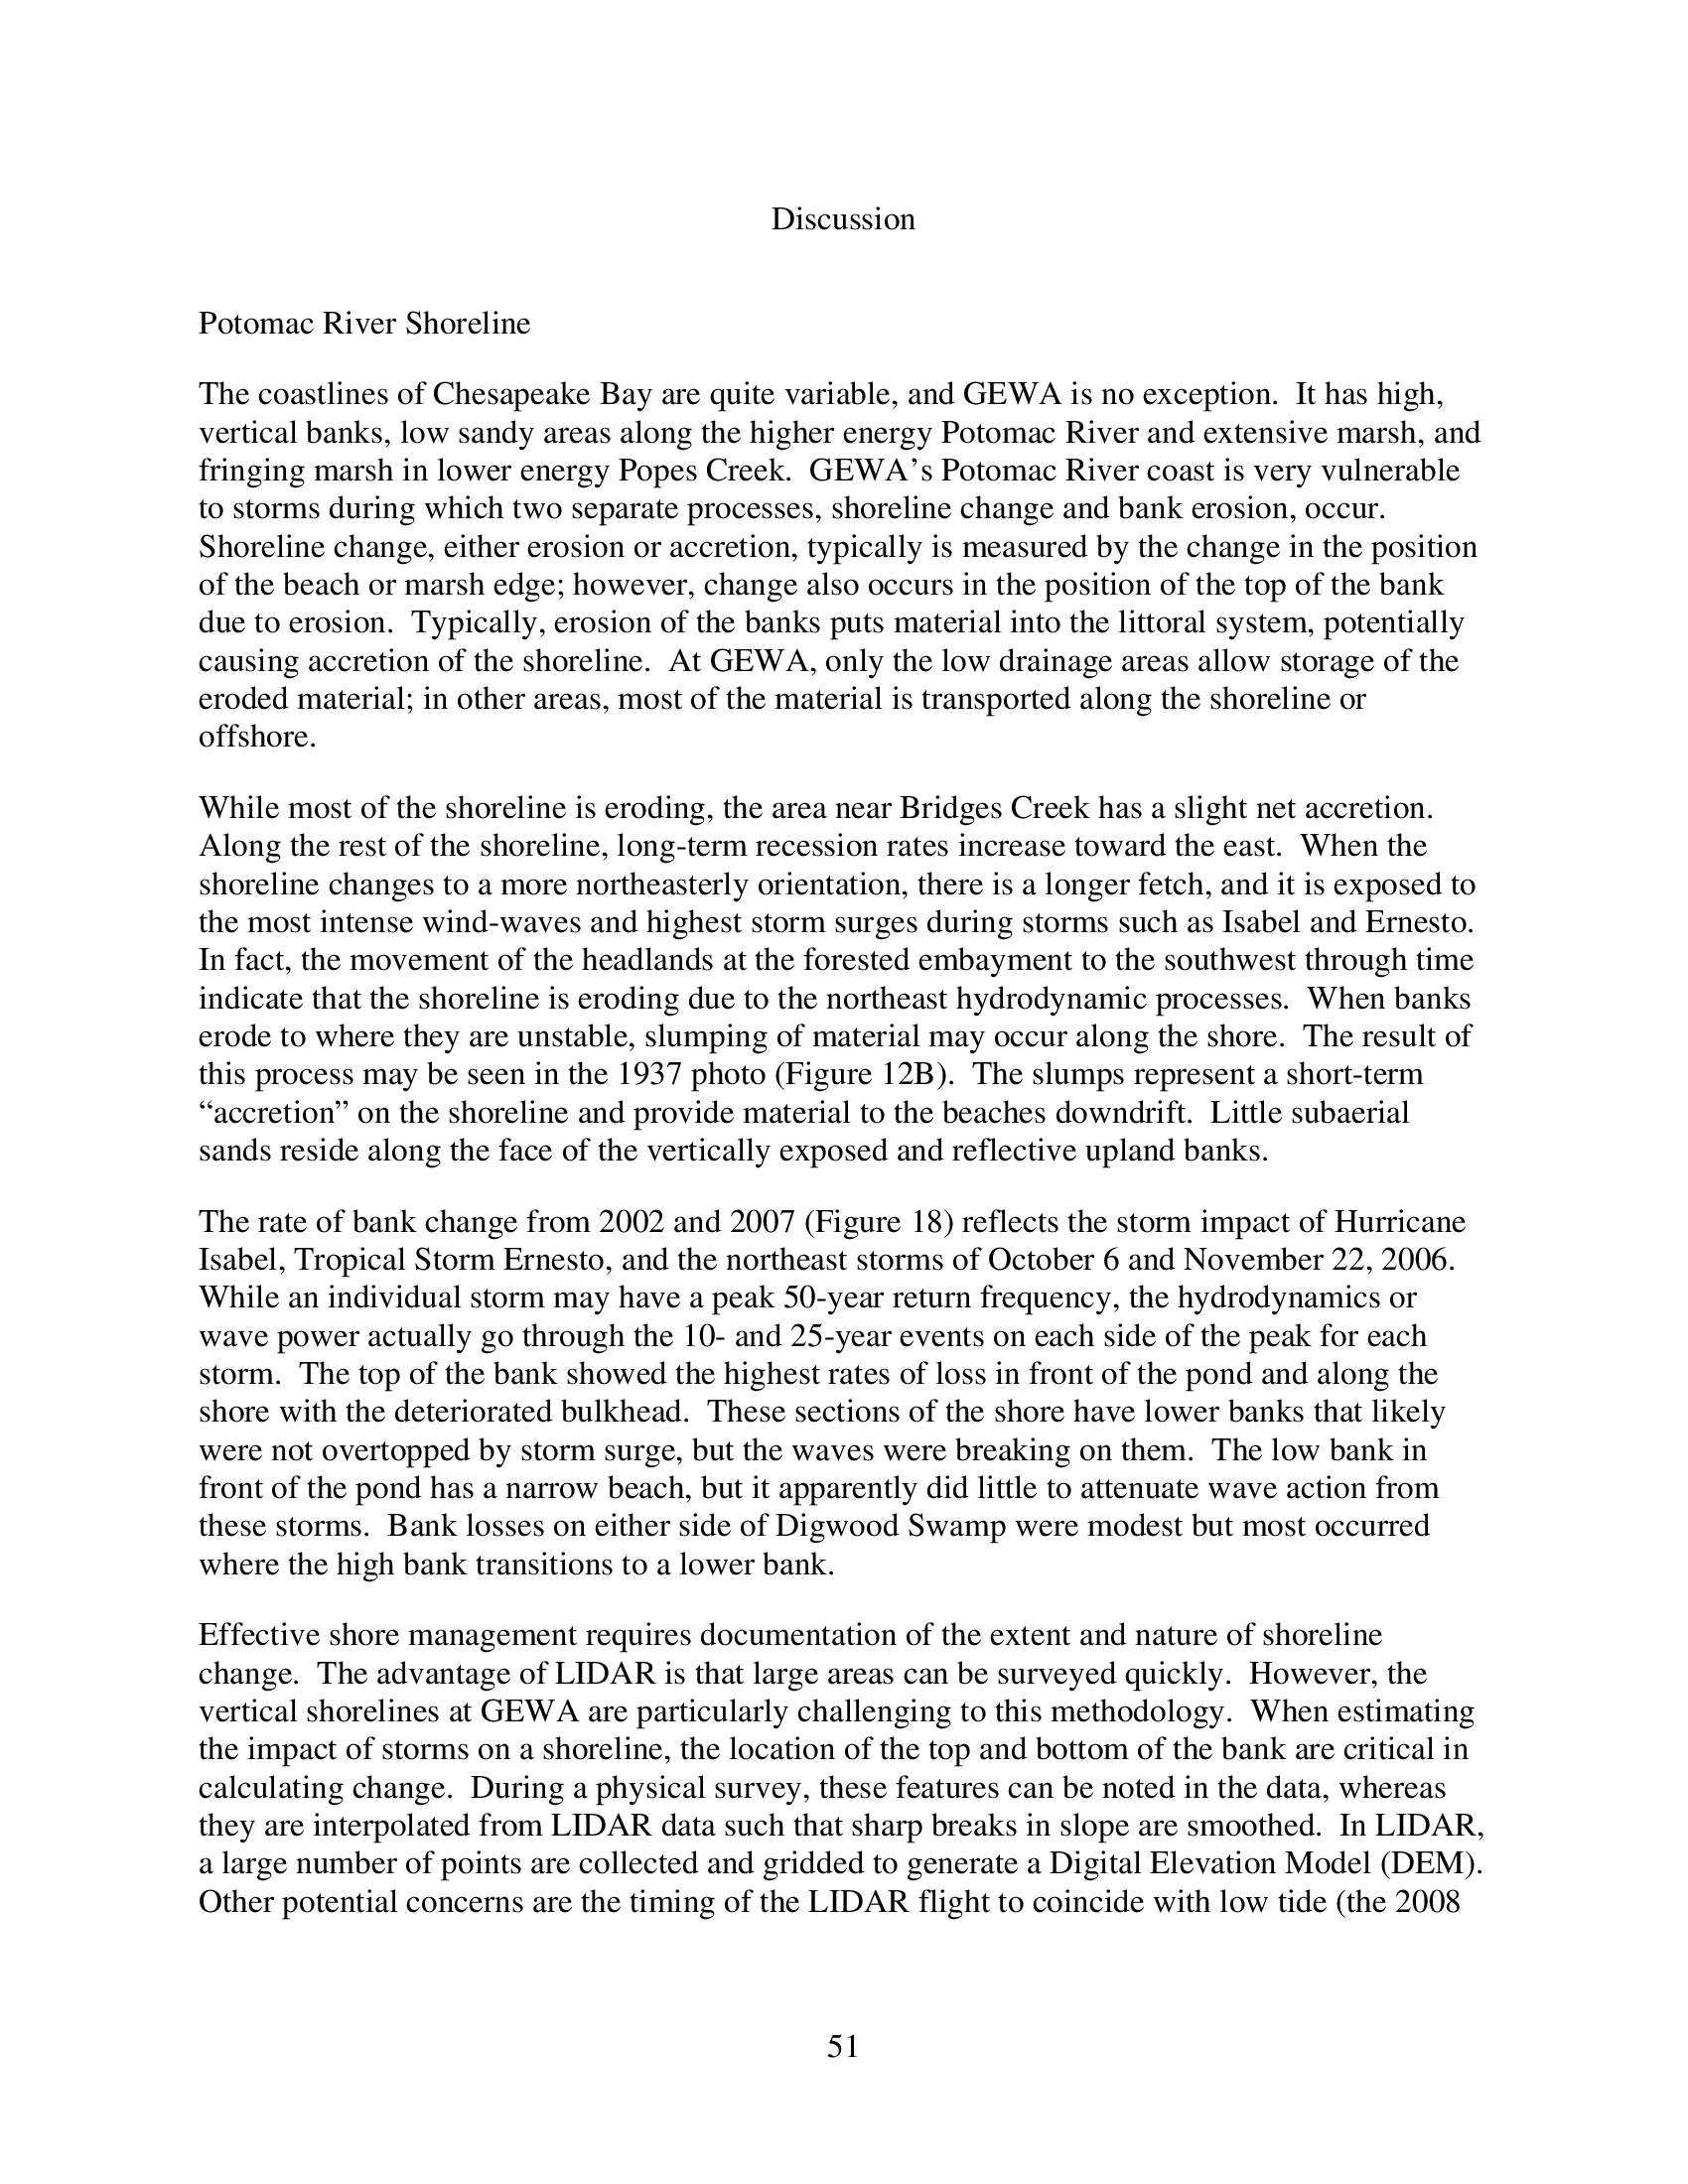 Discussion
Potomac River Shoreline
The coastlines of Chesapeake Bay are quite variable, and GEWA is no exception.  It has high,
vertical banks, low sandy areas along the higher energy Potomac River and extensive marsh, and
fringing marsh in lower energy Popes Creek.  GEWA’s Potomac River coast is very vulnerable
to storms during which two separate processes, shoreline change and bank erosion, occur.
Shoreline change, either erosion or accretion, typically is measured by the change in the position
of the beach or marsh edge; however, change also occurs in the position of the top of the bank
due to erosion.  Typically, erosion of the banks puts material into the littoral system, potentially
causing accretion of the shoreline.  At GEWA, only the low drainage areas allow storage of the
eroded material; in other areas, most of the material is transported along the shoreline or
offshore.
While most of the shoreline is eroding, the area near Bridges Creek has a slight net accretion.
Along the rest of the shoreline, long-term recession rates increase toward the east.  When the
shoreline changes to a more northeasterly orientation, there is a longer fetch, and it is exposed to
the most intense wind-waves and highest storm surges during storms such as Isabel and Ernesto.
In fact, the movement of the headlands at the forested embayment to the southwest through time
indicate that the shoreline is eroding due to the northeast hydrodynamic processes.  When banks
erode to where they are unstable, slumping of material may occur along the shore.  The result of
this process may be seen in the 1937 photo (Figure 12B).  The slumps represent a short-term
“accretion” on the shoreline and provide material to the beaches downdrift.  Little subaerial
sands reside along the face of the vertically exposed and reflective upland banks.
The rate of bank change from 2002 and 2007 (Figure 18) reflects the storm impact of Hurricane
Isabel, Tropical Storm Ernesto, and the northeast storms of October 6 and November 22, 2006.
While an individual storm may have a peak 50-year return frequency, the hydrodynamics or
wave power actually go through the 10- and 25-year events on each side of the peak for each
storm.  The top of the bank showed the highest rates of loss in front of the pond and along the
shore with the deteriorated bulkhead.  These sections of the shore have lower banks that likely
were not overtopped by storm surge, but the waves were breaking on them.  The low bank in
front of the pond has a narrow beach, but it apparently did little to attenuate wave action from
these storms.  Bank losses on either side of Digwood Swamp were modest but most occurred
where the high bank transitions to a lower bank.
Effective shore management requires documentation of the extent and nature of shoreline
change.  The advantage of LIDAR is that large areas can be surveyed quickly.  However, the
vertical shorelines at GEWA are particularly challenging to this methodology.  When estimating
the impact of storms on a shoreline, the location of the top and bottom of the bank are critical in
calculating change.  During a physical survey, these features can be noted in the data, whereas
they are interpolated from LIDAR data such that sharp breaks in slope are smoothed.  In LIDAR,
a large number of points are collected and gridded to generate a Digital Elevation Model (DEM).
Other potential concerns are the timing of the LIDAR flight to coincide with low tide (the 2008
51